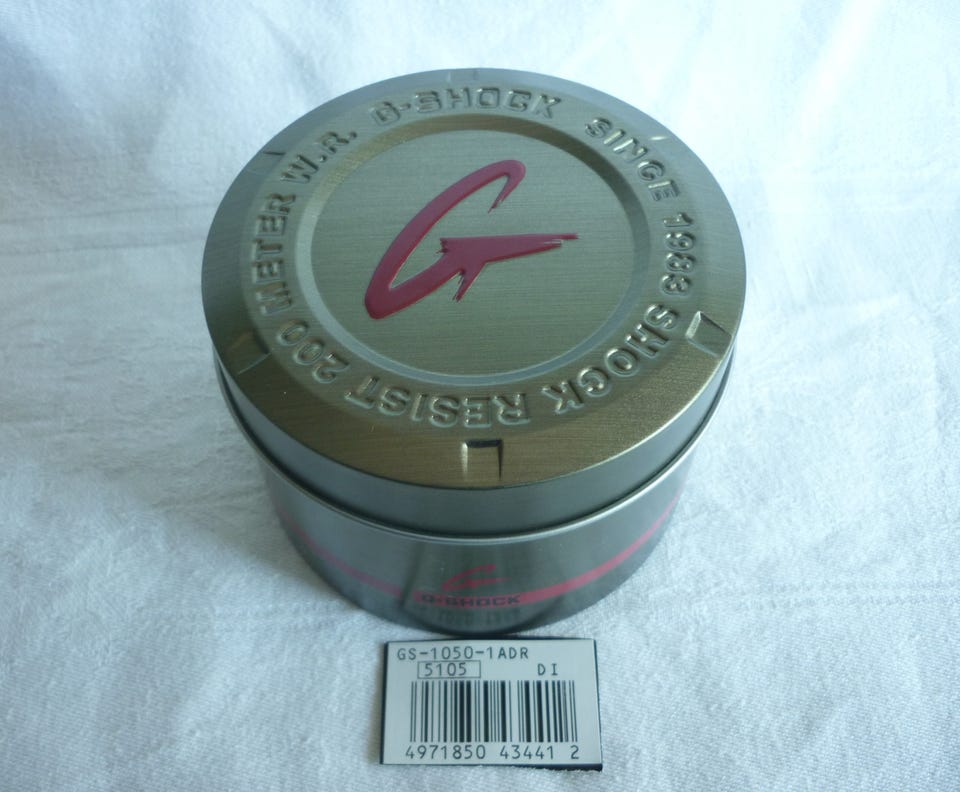 G-SHOCK SINCE 1983 SHOCK RESIST 200 METER W.R.
G
G-SHOCK
GS-1050-1ADR
5105 DI
4971850 43441 2